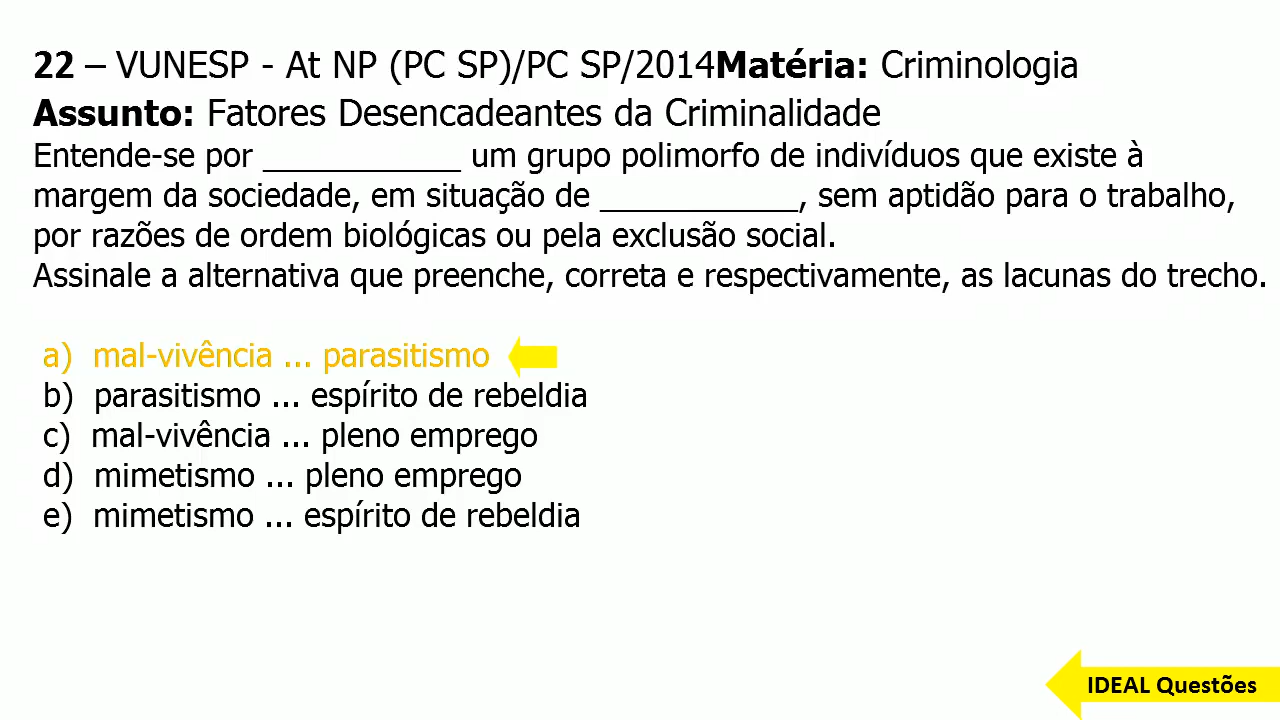 22 – VUNESP - At NP (PC SP)/PC SP/2014Matéria: Criminologia
Assunto: Fatores Desencadeantes da Criminalidade
Entende-se por ____________ um grupo polimorfo de indivíduos que existe à
margem da sociedade, em situação de ____________, sem aptidão para o trabalho,
por razões de ordem biológicas ou pela exclusão social.
Assinale a alternativa que preenche, correta e respectivamente, as lacunas do trecho.
a) mal-vivência ... parasitismo
b) parasitismo ... espírito de rebeldia
c) mal-vivência ... pleno emprego
d) mimetismo ... pleno emprego
e) mimetismo ... espírito de rebeldia
IDEAL Questões